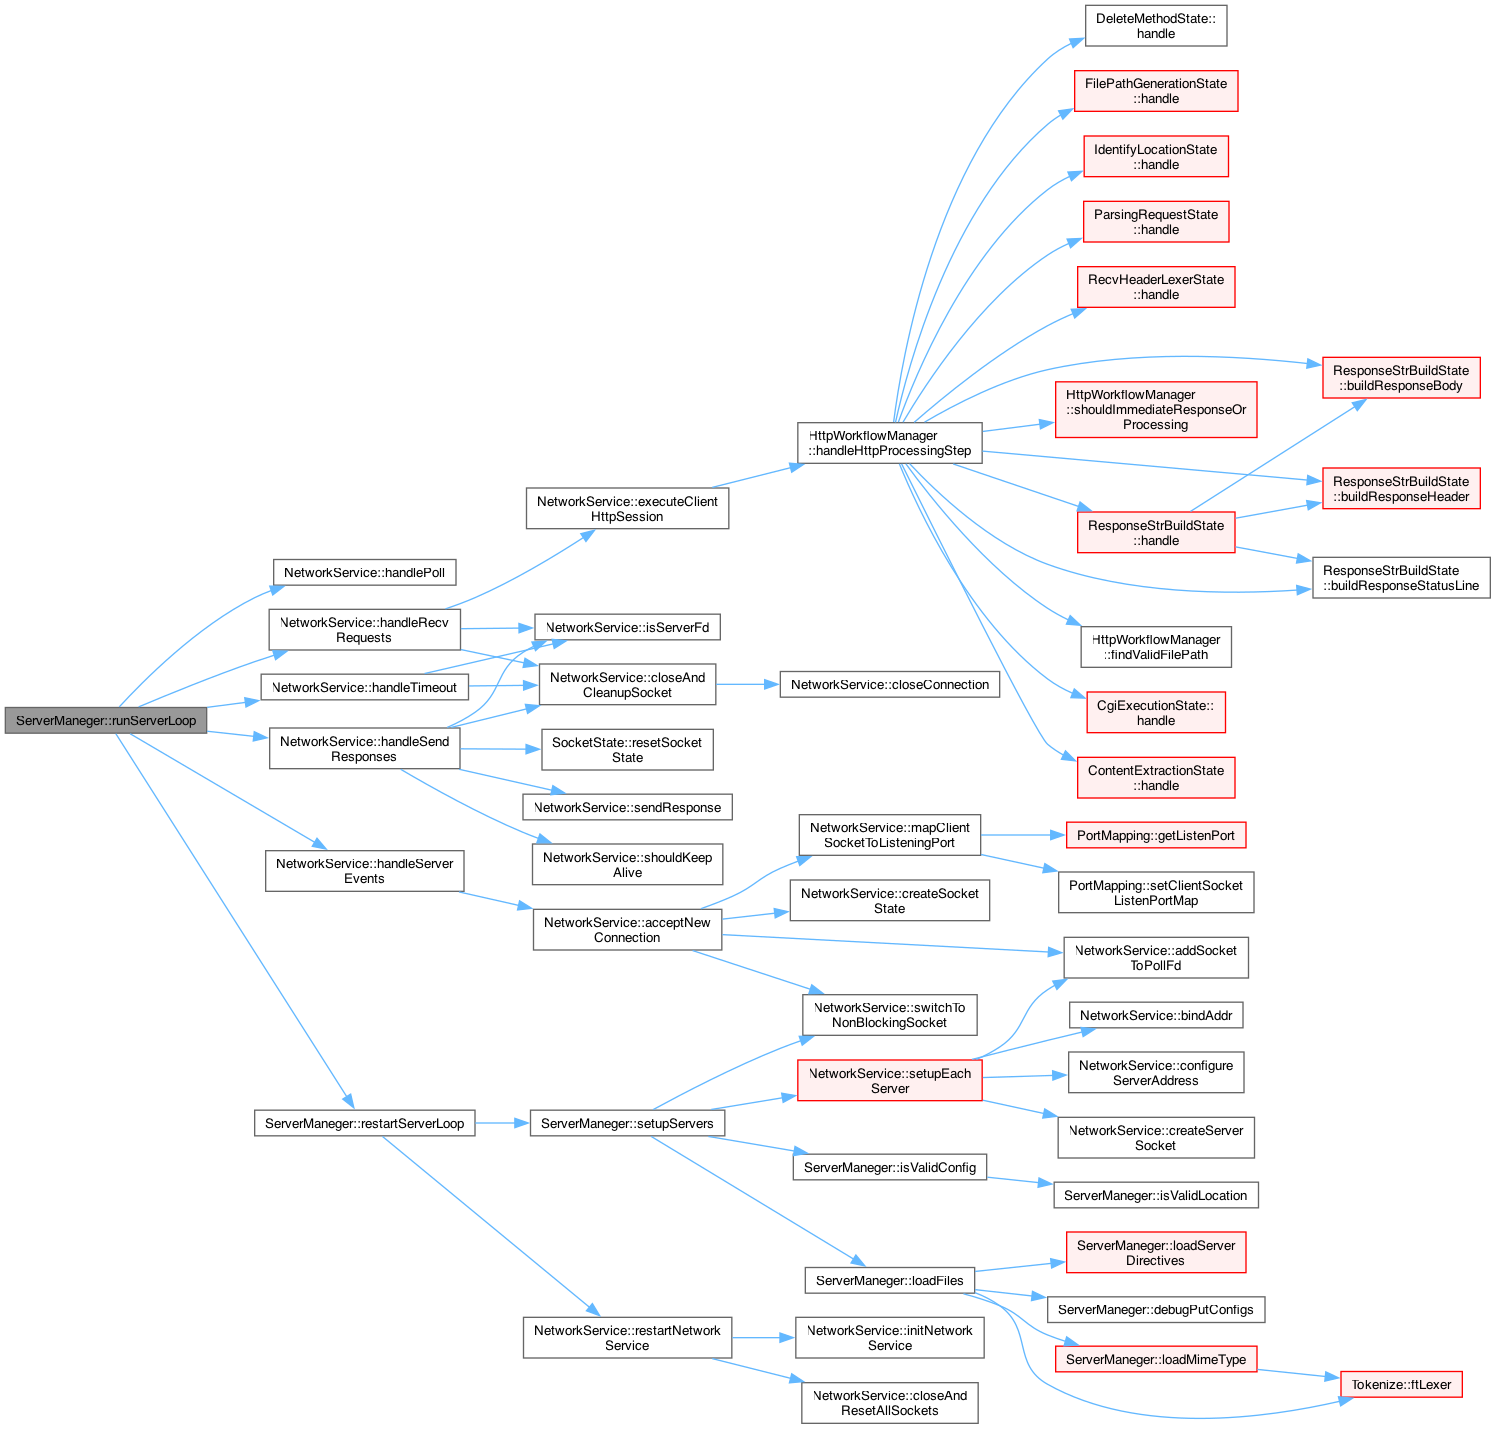 DeleteMethodState::
handle
FilePathGenerationState
::handle
IdentifyLocationState
::handle
ParsingRequestState
::handle
RecvHeaderLexerState
::handle
ResponseStrBuildState
::buildResponseBody
HttpWorkflowManager
::shouldImmediateResponseOr
Processing
HttpWorkflowManager
::handleHttpProcessingStep
ResponseStrBuildState
::buildResponseHeader
NetworkService::executeClient
HttpSession
ResponseStrBuildState
::handle
NetworkService::handlePoll
ResponseStrBuildState
::buildResponseStatusLine
NetworkService::handleRecv
Requests
NetworkService::isServerFd
HttpWorkflowManager
::findValidFilePath
NetworkService::handleTimeout
NetworkService::closeAnd
CleanupSocket
NetworkService::closeConnection
CgiExecutionState::
handle
ServerManeger::runServerLoop
NetworkService::handleSend
Responses
SocketState::resetSocket
State
ContentExtractionState
::handle
NetworkService::sendResponse
NetworkService::mapClient
SocketToListeningPort
PortMapping::getListenPort
NetworkService::handleServer
Events
NetworkService::shouldKeep
Alive
PortMapping::setClientSocket
ListenPortMap
NetworkService::createSocket
State
NetworkService::acceptNew
Connection
NetworkService::addSocket
ToPollFd
NetworkService::switchTo
NonBlockingSocket
NetworkService::bindAddr
NetworkService::setupEach
Server
NetworkService::configure
ServerAddress
ServerManeger::restartServerLoop
ServerManeger::setupServers
NetworkService::createServer
Socket
ServerManeger::isValidConfig
ServerManeger::isValidLocation
ServerManeger::loadServer
Directives
ServerManeger::loadFiles
ServerManeger::debugPutConfigs
NetworkService::restartNetwork
Service
NetworkService::initNetwork
Service
ServerManeger::loadMimeType
Tokenize::ftLexer
NetworkService::closeAnd
ResetAllSockets